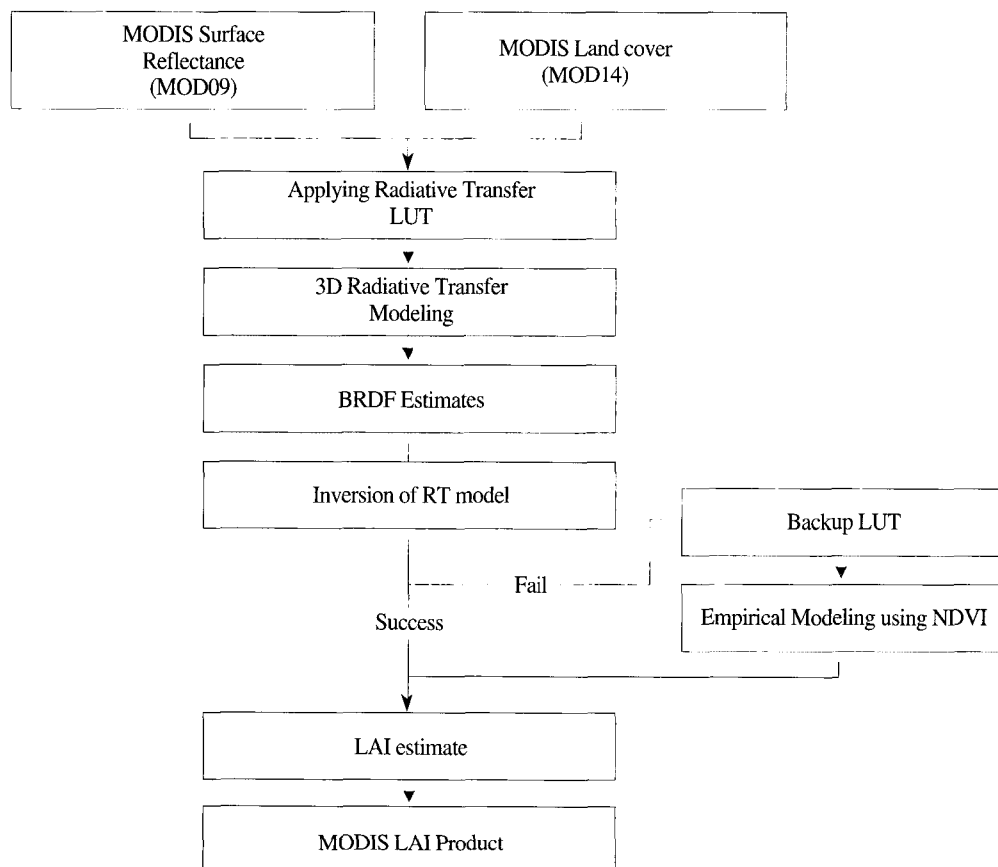 MODIS Surface
Reflectance
(MOD09)
MODIS Land cover
(MOD14)
Applying Radiative Transfer
LUT
3D Radiative Transfer
Modeling
BRDF Estimates
Inversion of RT model
Backup LUT
Fail
Empirical Modeling using NDVI
Success
LAI estimate
MODIS LAI Product